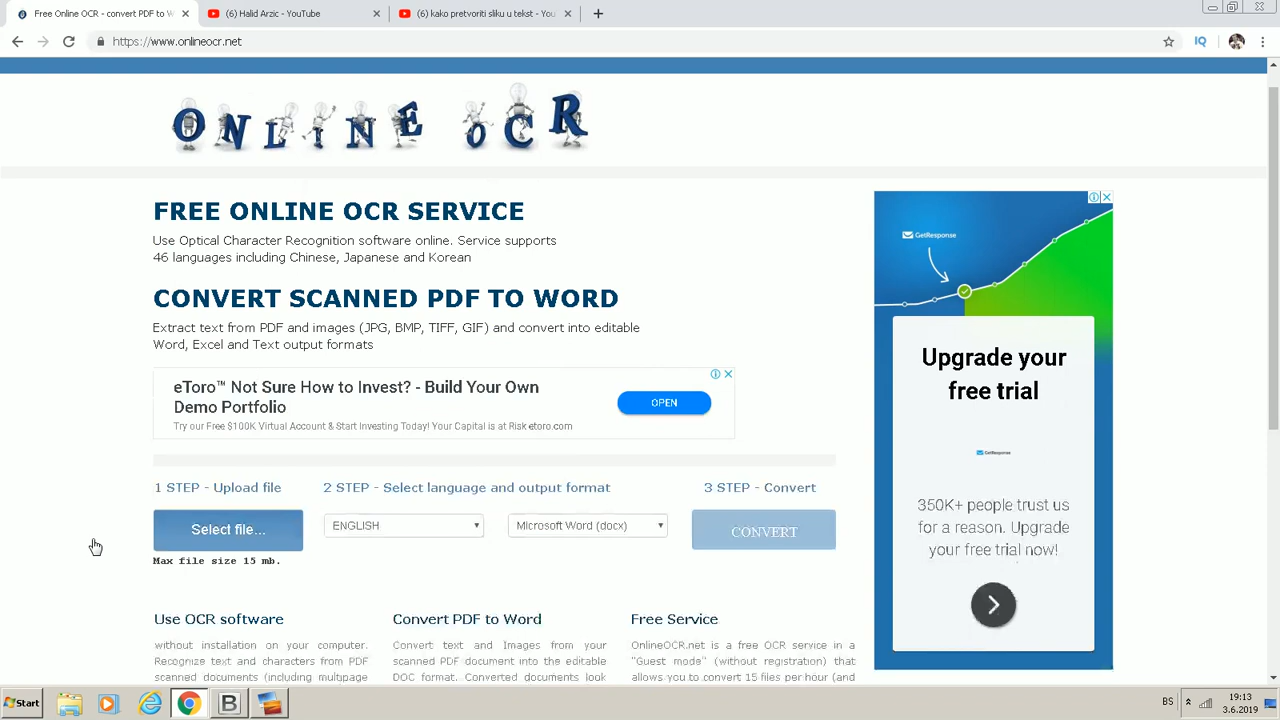 Free Online OCR - convert PDF to W
(6) Halid Arzic - YouTube
(6) kako pretvoriti sliku u tekst - You
https://www.onlineocr.net
IQ
ONLINE OCR
FREE ONLINE OCR SERVICE
Use Optical Character Recognition software online. Service supports
46 languages including Chinese, Japanese and Korean
CONVERT SCANNED PDF TO WORD
Extract text from PDF and images (JPG, BMP, TIFF, GIF) and convert into editable
Word, Excel and Text output formats
eToro™ Not Sure How to Invest? - Build Your Own
Demo Portfolio
Try our Free $100K Virtual Account & Start Investing Today! Your Capital is at Risk etoro.com
OPEN
1 STEP - Upload file
2 STEP - Select language and output format
3 STEP - Convert
Select file...
ENGLISH
Microsoft Word (docx)
CONVERT
Max file size 15 mb.
Use OCR software
Convert PDF to Word
Free Service
without installation on your computer.
Recognize text and characters from PDF
scanned documents (including multipage
Convert text and Images from your
scanned PDF document into the editable
DOC format. Converted documents look
OnlineOCR.net is a free OCR service in
a "Guest mode" (without registration) that
allows you to convert 15 files per hour (and
GetResponse
Upgrade your
free trial
GetResponse
350K+ people trust us
for a reason. Upgrade
your free trial now!
Start
B
BS
19:13
3.6.2019